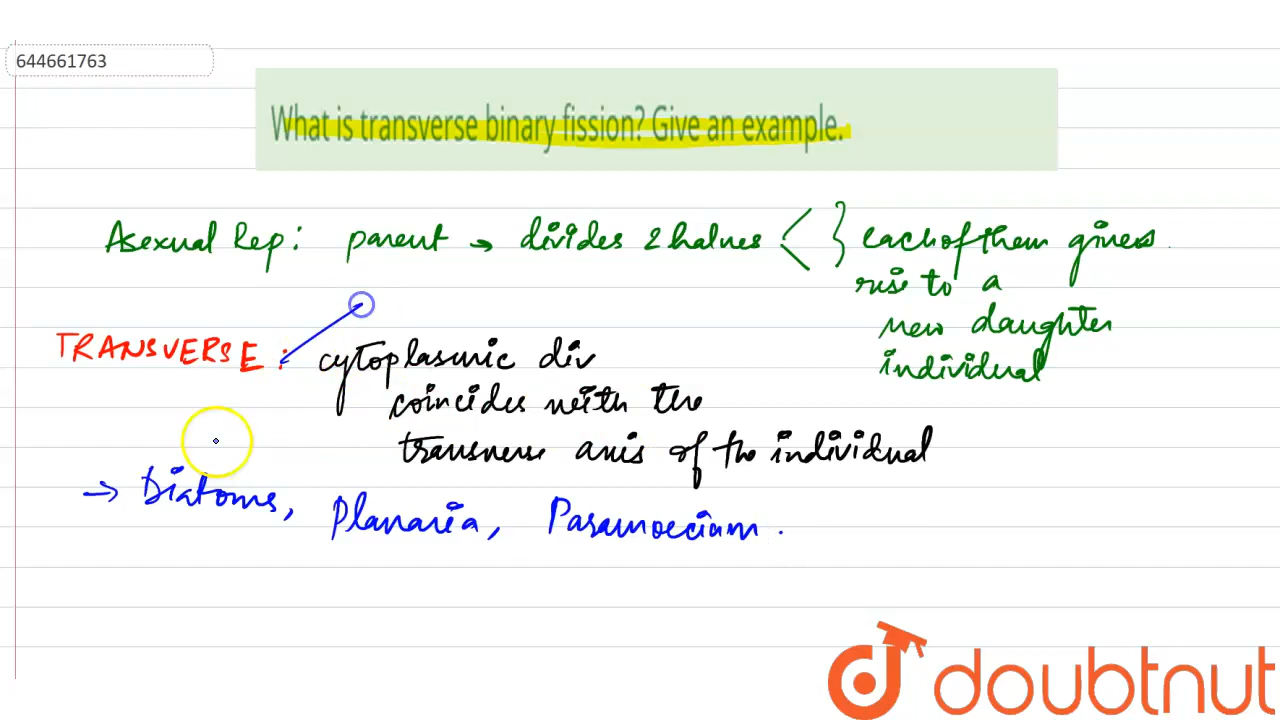 644661763
What is transverse binary fission? Give an example.
Asexual Rep: parent → divides 2 halves < } each of them gives
rise to a
new daughter
individual
TRANSVERSE: cytoplasmic div
coincides with the
transverse axis of the individual
→ Diatoms, Planaria, Paramoecium.
doubtnut